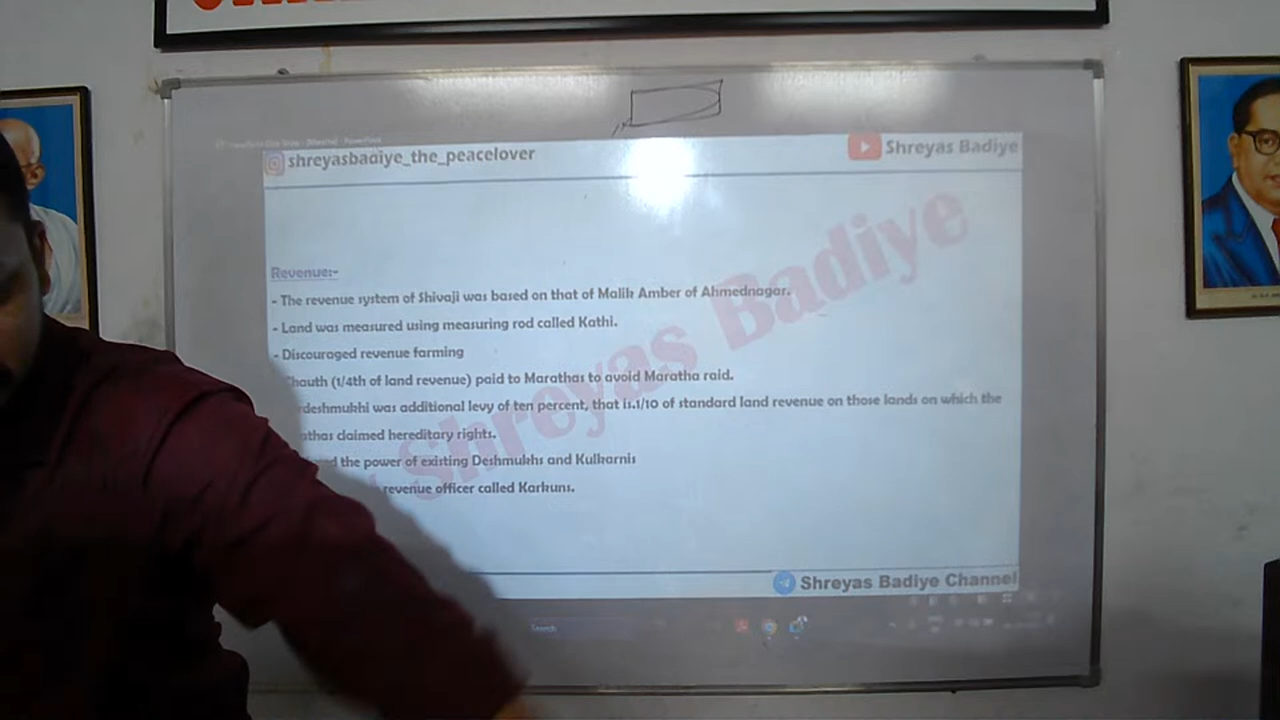 shreyasbadiye_the_peacelover
Shreyas Badiye
Revenue:-
- The revenue system of Shivaji was based on that of Malik Amber of Ahmednagar.
- Land was measured using measuring rod called Kathi.
- Discouraged revenue farming
hauth (1/4th of land revenue) paid to Marathas to avoid Maratha raid.
rdeshmukhi was additional levy of ten percent, that is.1/10 of standard land revenue on those lands on which the
athas claimed hereditary rights.
d the power of existing Deshmukhs and Kulkarnis
revenue officer called Karkuns.
Shreyas Badiye
Shreyas Badiye Channel
Search